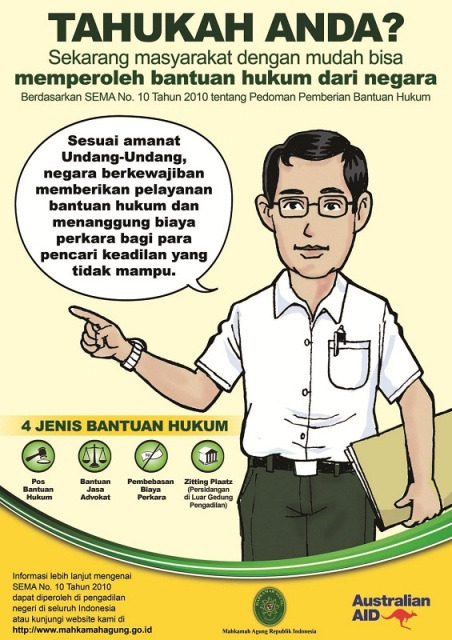 TAHUKAH ANDA?
Sekarang masyarakat dengan mudah bisa
memperoleh bantuan hukum dari negara
Berdasarkan SEMA No. 10 Tahun 2010 tentang Pedoman Pemberian Bantuan Hukum
Sesuai amanat
Undang-Undang,
negara berkewajiban
memberikan pelayanan
bantuan hukum dan
menanggung biaya
perkara bagi para
pencari keadilan yang
tidak mampu.
4 JENIS BANTUAN HUKUM
Pos
Bantuan
Hukum
Bantuan
Jasa
Advokat
Pembebasan
Biaya
Perkara
Zitting Plaatz
(Persidangan
di Luar Gedung
Pengadilan)
Informasi lebih lanjut mengenai
SEMA No. 10 Tahun 2010
dapat diperoleh di pengadilan
negeri di seluruh Indonesia
atau kunjungi website kami di
http://www.mahkamahagung.go.id
Mahkamah Agung Republik Indonesia
Australian
AID